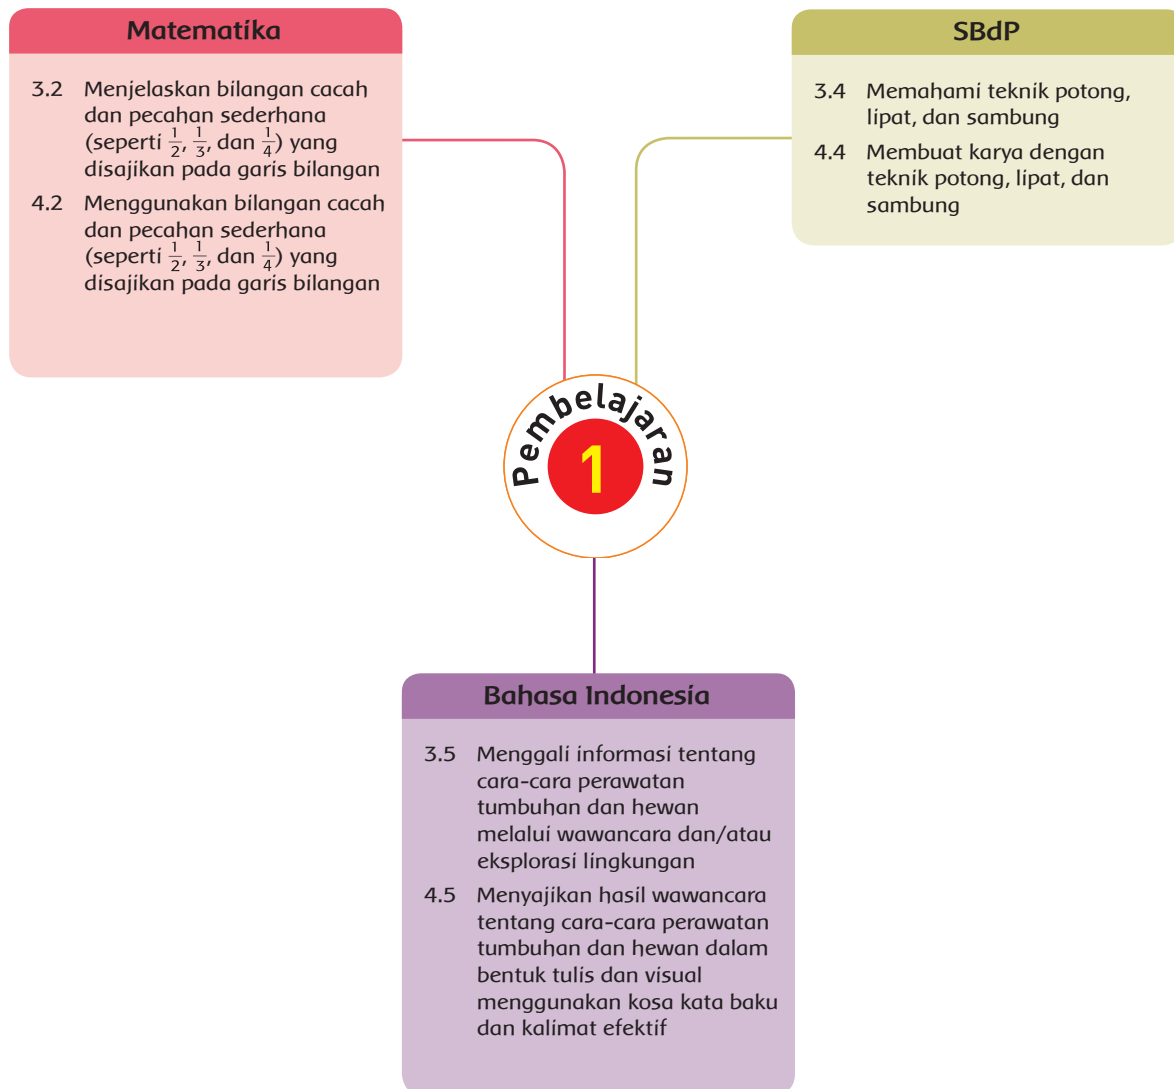 Matematika
3.2 Menjelaskan bilangan cacah
dan pecahan sederhana
(seperti 1/2, 1/3, dan 1/4) yang
disajikan pada garis bilangan
4.2 Menggunakan bilangan cacah
dan pecahan sederhana
(seperti 1/2, 1/3, dan 1/4) yang
disajikan pada garis bilangan
SBdP
3.4 Memahami teknik potong,
lipat, dan sambung
4.4 Membuat karya dengan
teknik potong, lipat, dan
sambung
Pembelajaran
1
Bahasa Indonesia
3.5 Menggali informasi tentang
cara-cara perawatan
tumbuhan dan hewan
melalui wawancara dan/atau
eksplorasi lingkungan
4.5 Menyajikan hasil wawancara
tentang cara-cara perawatan
tumbuhan dan hewan dalam
bentuk tulis dan visual
menggunakan kosa kata baku
dan kalimat efektif